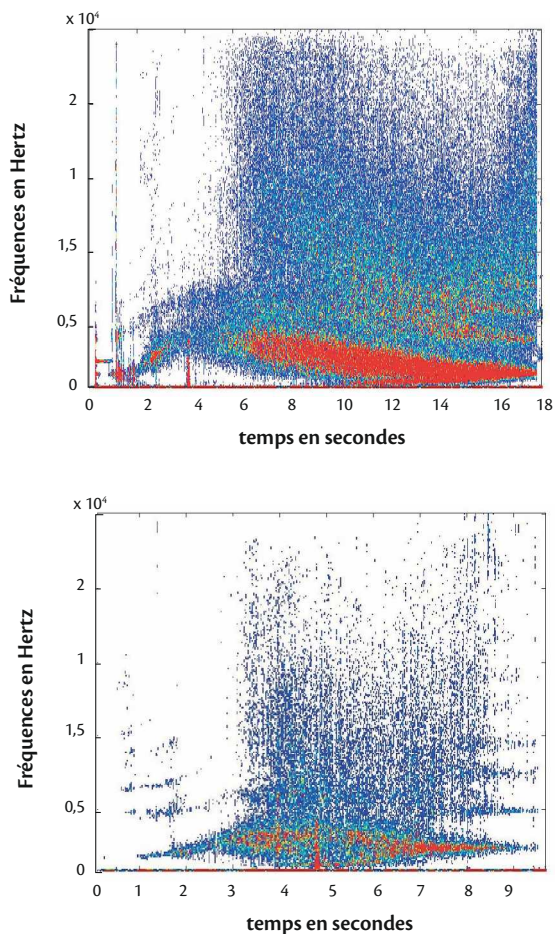 x 10⁴
2
1
1,5
0,5
0
Fréquences en Hertz
0 2 4 6 8 10 12 14 16 18
temps en secondes
x 10⁴
2
1
1,5
0,5
0
Fréquences en Hertz
0 1 2 3 4 5 6 7 8 9
temps en secondes